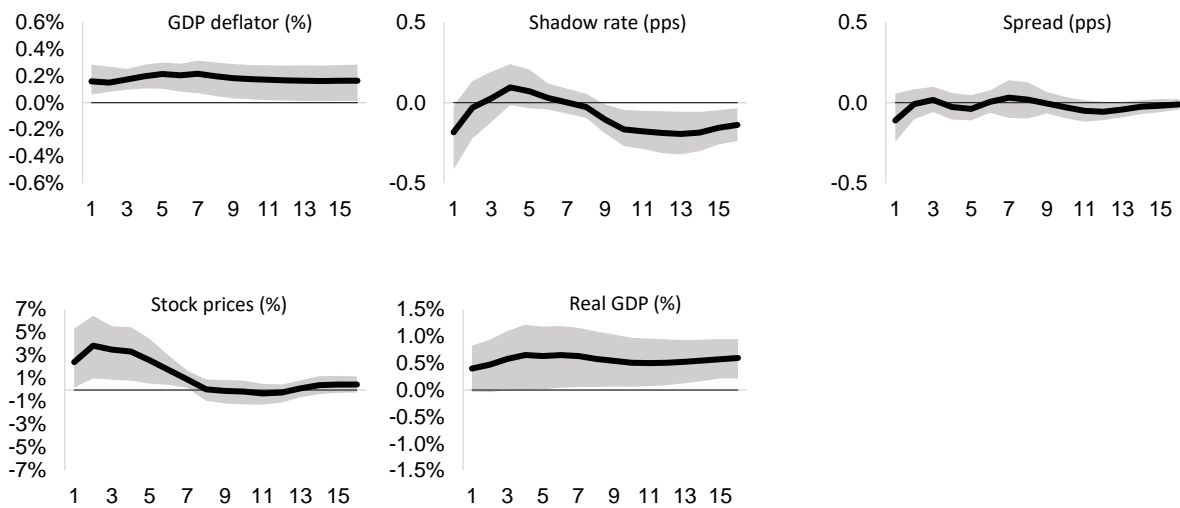 GDP deflator (%)
0.6%
0.4%
0.2%
0.0%
-0.2%
-0.4%
-0.6%
1 3 5 7 9 11 13 15
Shadow rate (pps)
0.5
0.0
-0.5
1 3 5 7 9 11 13 15
Spread (pps)
0.5
0.0
-0.5
1 3 5 7 9 11 13 15
Stock prices (%)
7%
5%
3%
1%
-1%
-3%
-5%
-7%
1 3 5 7 9 11 13 15
Real GDP (%)
1.5%
1.0%
0.5%
0.0%
-0.5%
-1.0%
-1.5%
1 3 5 7 9 11 13 15